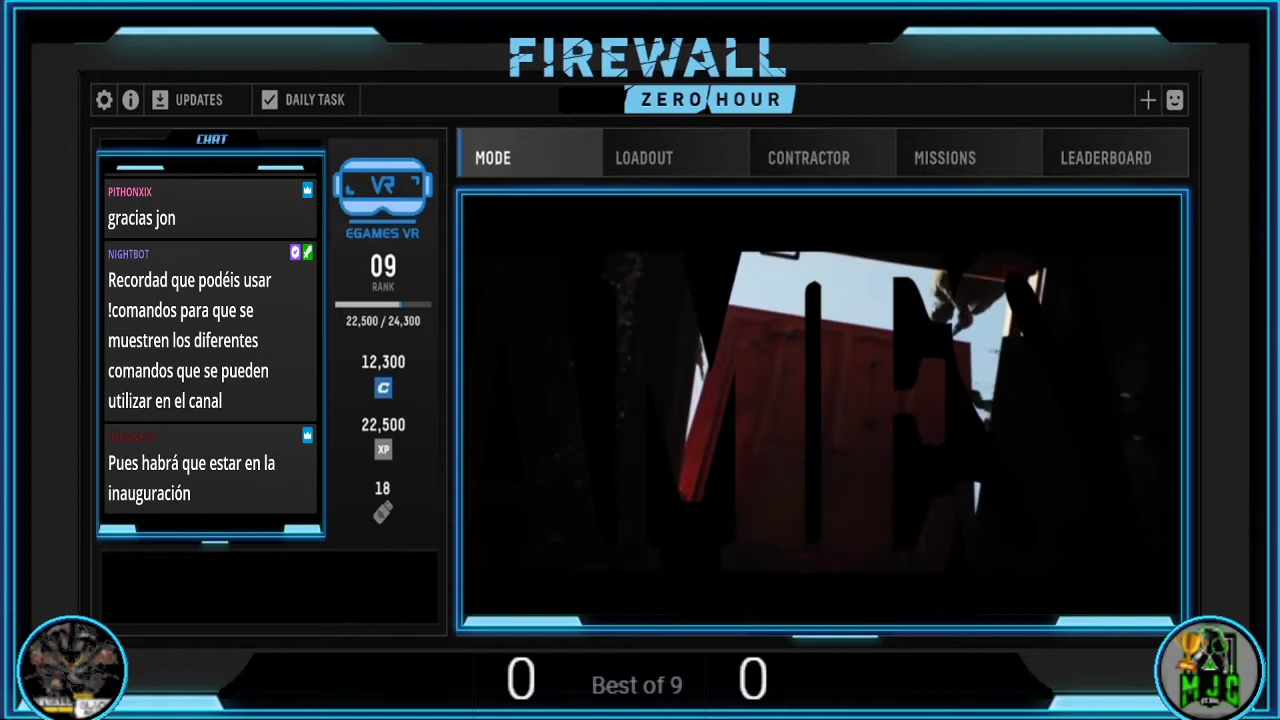 FIREWALL
ZERO HOUR
UPDATES
DAILY TASK
CHAT
PITHONXIX
gracias jon
NIGHTBOT
Recordad que podéis usar
!comandos para que se
muestren los diferentes
comandos que se pueden
utilizar en el canal
Pues habrá que estar en la
inauguración
VR
EGAMES VR
09
RANK
22,500 / 24,300
12,300
C
22,500
XP
18
MODE
LOADOUT
CONTRACTOR
MISSIONS
LEADERBOARD
0
Best of 9
0
MJC